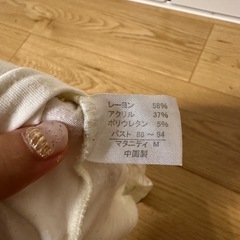 レーヨン 58%
アクリル 37%
ポリウレタン 5%
バスト 86〜94
マタニティ M
中国製